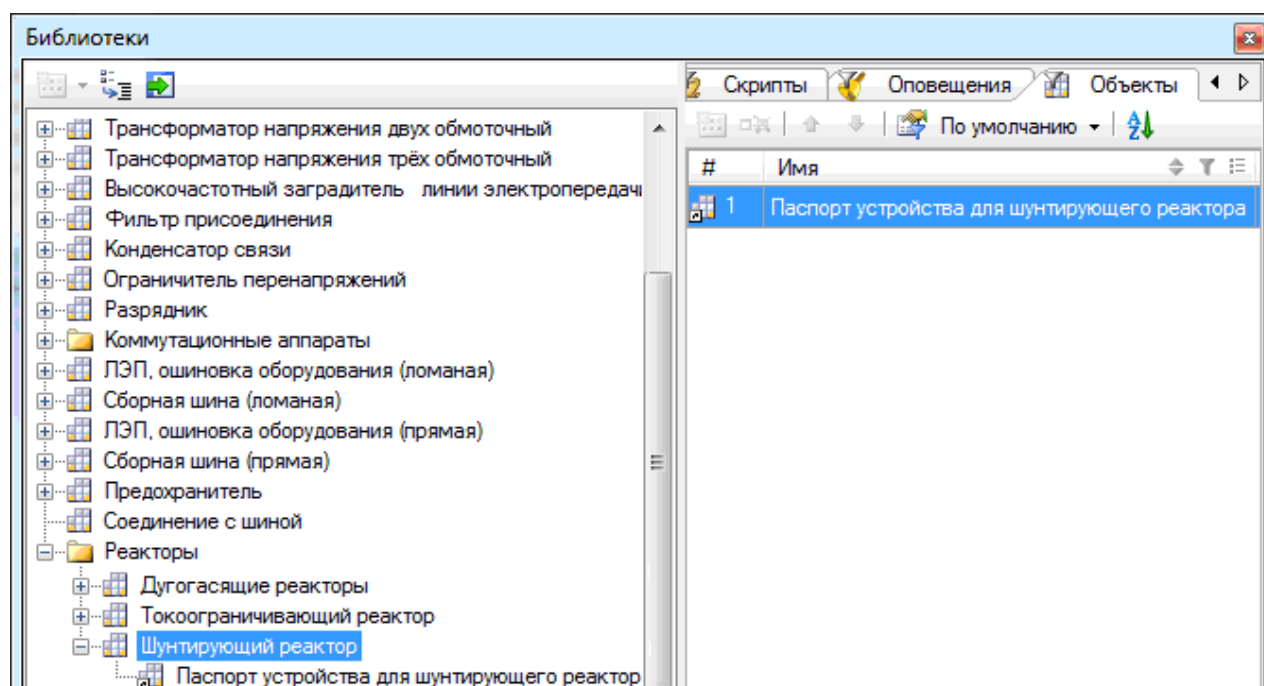 Библиотеки
Скрипты Оповещения Объекты
По умолчанию
# Имя
1 Паспорт устройства для шунтирующего реактора
Трансформатор напряжения двух обмоточный
Трансформатор напряжения трёх обмоточный
Высокочастотный заградитель линии электропередачи
Фильтр присоединения
Конденсатор связи
Ограничитель перенапряжений
Разрядник
Коммутационные аппараты
ЛЭП, ошиновка оборудования (ломаная)
Сборная шина (ломаная)
ЛЭП, ошиновка оборудования (прямая)
Сборная шина (прямая)
Предохранитель
Соединение с шиной
Реакторы
Дугогасящие реакторы
Токоограничивающий реактор
Шунтирующий реактор
Паспорт устройства для шунтирующего реактор